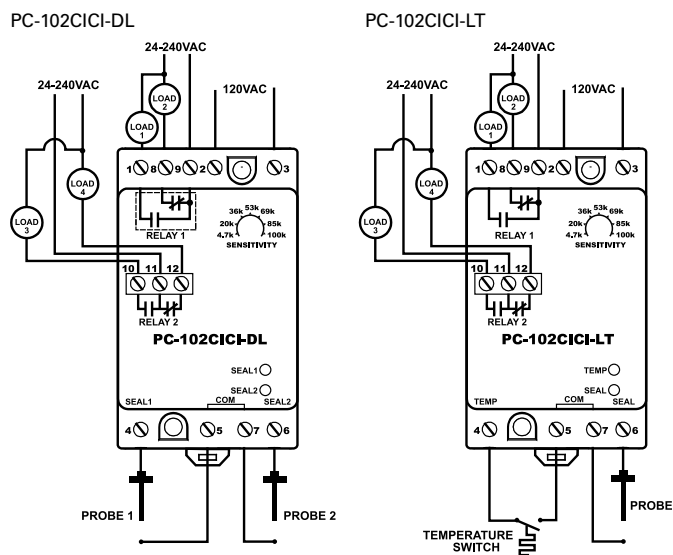 PC-102CICI-DL
24-240VAC
24-240VAC
120VAC
LOAD 2
LOAD 1
LOAD 4
LOAD 3
1 8 9 2 3
RELAY 1
36k 53k 69k
20k 85k
4.7k 100k
SENSITIVITY
10 11 12
RELAY 2
PC-102CICI-DL
SEAL1
SEAL2
SEAL1 COM SEAL2
4 5 7 6
PROBE 1 PROBE 2
PC-102CICI-LT
24-240VAC
24-240VAC
120VAC
LOAD 2
LOAD 1
LOAD 4
LOAD 3
1 8 9 2 3
RELAY 1
36k 53k 69k
20k 85k
4.7k 100k
SENSITIVITY
10 11 12
RELAY 2
PC-102CICI-LT
TEMP
SEAL
TEMP COM SEAL
4 5 7 6
PROBE
TEMPERATURE
SWITCH